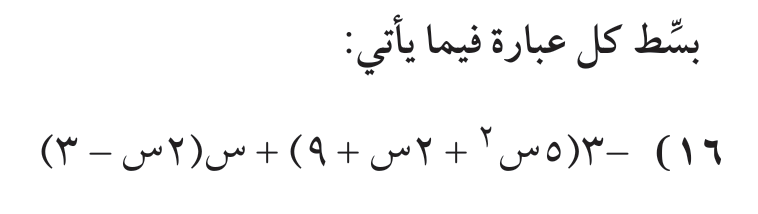 بسِّط كل عبارة فيما يأتي:
١٦) –٣(٥س٢ + ٢س + ٩) + س(٢س – ٣)